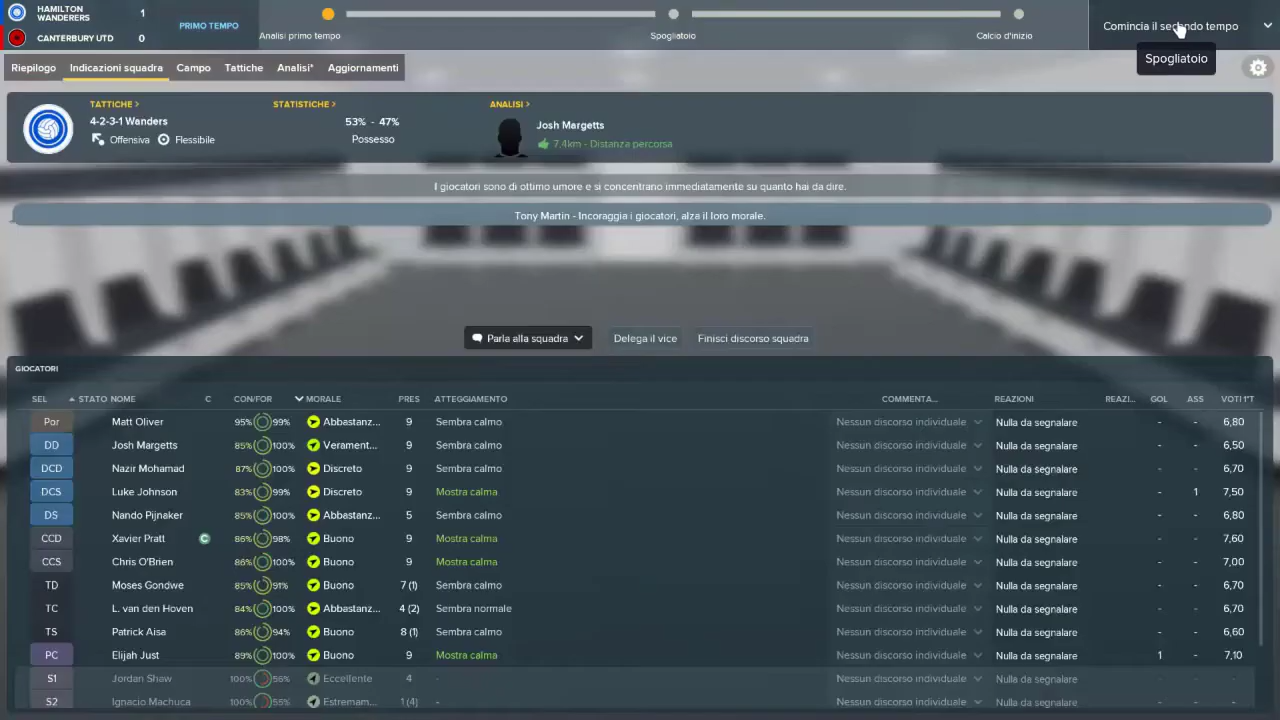 HAMILTON WANDERERS 1
CANTERBURY UTD 0
PRIMO TEMPO
Analisi primo tempo
Spogliatoio
Calcio d'inizio
Comincia il secondo tempo
Spogliatoio
Riepilogo Indicazioni squadra Campo Tattiche Analisi* Aggiornamenti
TATTICHE >
4-2-3-1 Wanders
Offensiva Flessibile
STATISTICHE >
53% - 47%
Possesso
ANALISI >
Josh Margetts
7,4km - Distanza percorsa
I giocatori sono di ottimo umore e si concentrano immediatamente su quanto hai da dire.
Tony Martin - Incoraggia i giocatori, alza il loro morale.
Parla alla squadra Delega il vice Finisci discorso squadra
GIOCATORI
SEL STATO NOME C CON/FOR MORALE PRES ATTEGGIAMENTO COMMENTA... REAZIONI REAZI... GOL ASS VOTI 1°T
Por Matt Oliver 95% 99% Abbastanz... 9 Sembra calmo Nessun discorso individuale Nulla da segnalare - - 6,80
DD Josh Margetts 85% 100% Verament... 9 Sembra calmo Nessun discorso individuale Nulla da segnalare - - 6,50
DCD Nazir Mohamad 87% 100% Discreto 9 Sembra calmo Nessun discorso individuale Nulla da segnalare - - 6,70
DCS Luke Johnson 83% 99% Discreto 9 Mostra calma Nessun discorso individuale Nulla da segnalare - 1 7,50
DS Nando Pijnaker 85% 100% Abbastanz... 5 Sembra calmo Nessun discorso individuale Nulla da segnalare - - 6,80
CCD Xavier Pratt C 86% 98% Buono 9 Mostra calma Nessun discorso individuale Nulla da segnalare - - 7,60
CCS Chris O'Brien 86% 100% Buono 9 Mostra calma Nessun discorso individuale Nulla da segnalare - - 7,00
TD Moses Gondwe 85% 91% Buono 7 (1) Sembra calmo Nessun discorso individuale Nulla da segnalare - - 6,70
TC L. van den Hoven 84% 100% Abbastanz... 4 (2) Sembra normale Nessun discorso individuale Nulla da segnalare - - 6,70
TS Patrick Aisa 86% 94% Buono 8 (1) Sembra calmo Nessun discorso individuale Nulla da segnalare - - 6,60
PC Elijah Just 89% 100% Buono 9 Mostra calma Nessun discorso individuale Nulla da segnalare 1 - 7,10
S1 Jordan Shaw 100% 56% Eccellente 4 - Nessun discorso individuale Nulla da segnalare - - -
S2 Ignacio Machuca 100% 55% Estremam... 1 (4) - Nessun discorso individuale Nulla da segnalare - - -